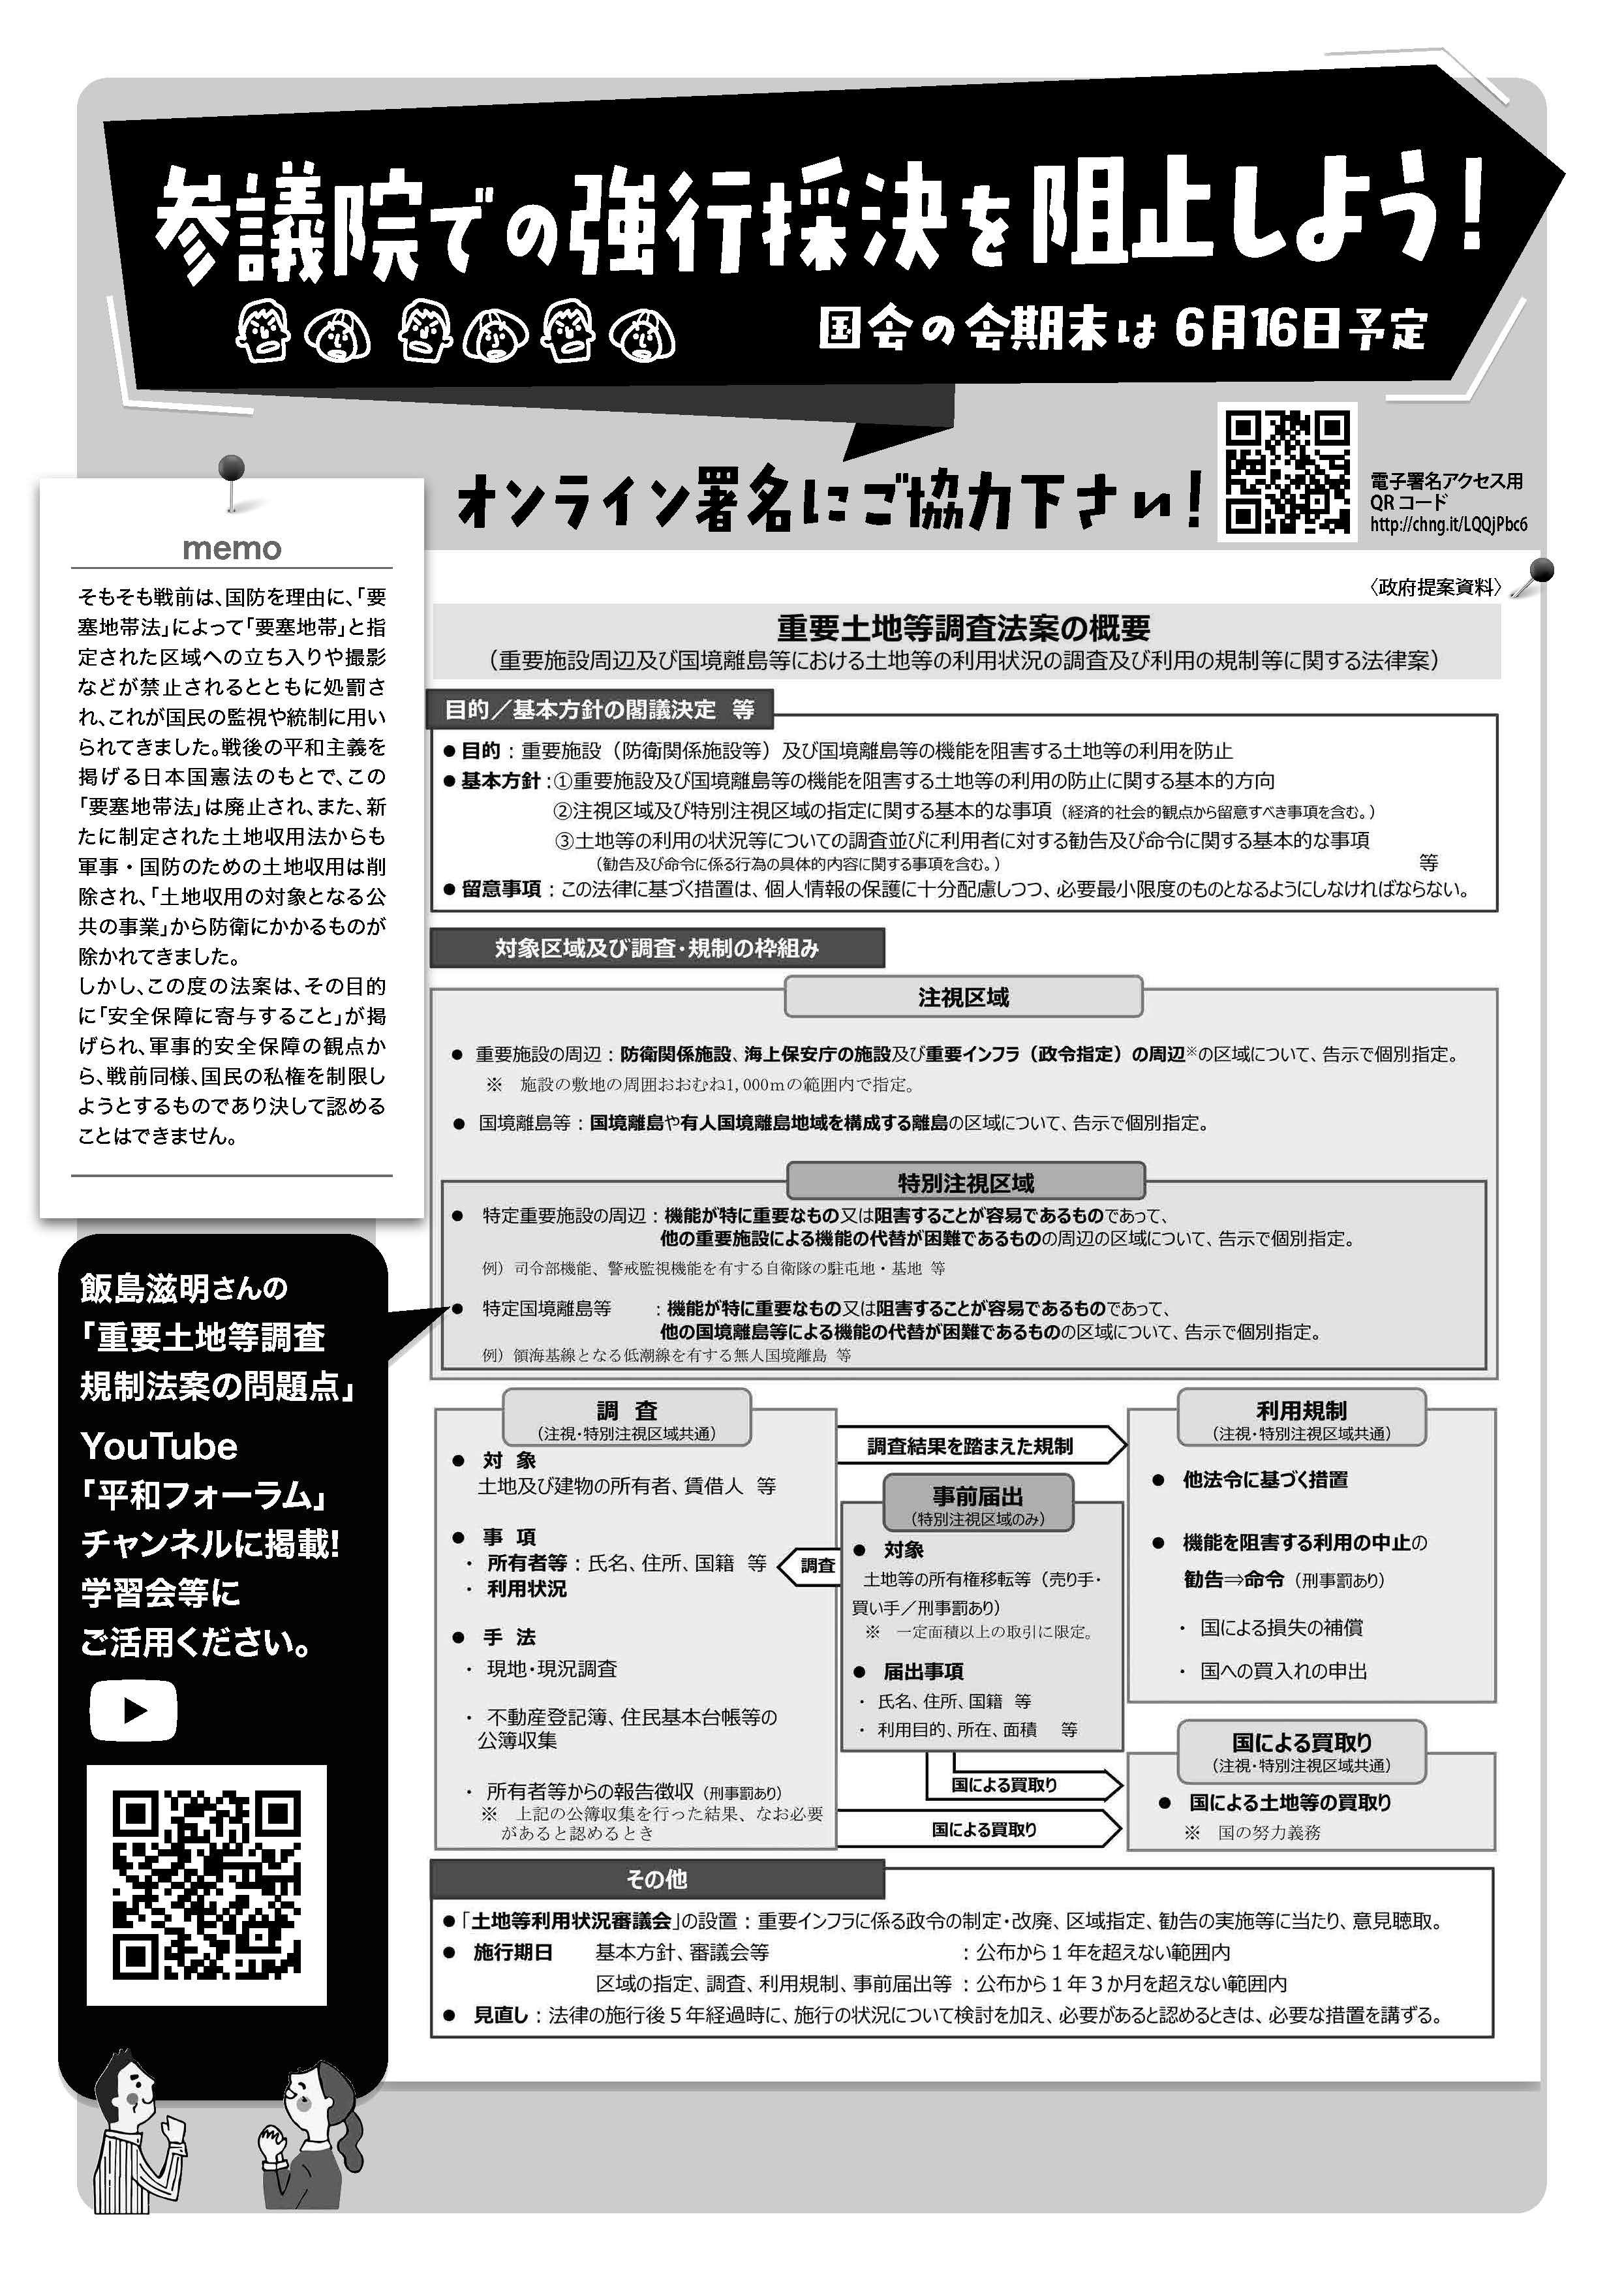 参議院での強行採決を阻止しよう!
国会の会期末は 6月16日予定
オンライン署名にご協力下さい!
電子署名アクセス用
QRコード
http://chng.it/LQQjPbc6
memo
そもそも戦前は、国防を理由に、「要
塞地帯法」によって「要塞地帯」と指
定された区域への立ち入りや撮影
などが禁止されるとともに処罰さ
れ、これが国民の監視や統制に用い
られてきました。戦後の平和主義を
掲げる日本国憲法のもとで、この
「要塞地帯法」は廃止され、また、新
たに制定された土地収用法からも
軍事・国防のための土地収用は削
除され、「土地収用の対象となる公
共の事業」から防衛にかかるものが
除かれてきました。
しかし、この度の法案は、その目的
に「安全保障に寄与すること」が掲
げられ、軍事的安全保障の観点か
ら、戦前同様、国民の私権を制限し
ようとするものであり決して認める
ことはできません。
飯島滋明さんの
「重要土地等調査
規制法案の問題点」
YouTube
「平和フォーラム」
チャンネルに掲載!
学習会等に
ご活用ください。
〈政府提案資料〉
重要土地等調査法案の概要
（重要施設周辺及び国境離島等における土地等の利用状況の調査及び利用の規制等に関する法律案）
目的／基本方針の閣議決定 等
● 目的：重要施設（防衛関係施設等）及び国境離島等の機能を阻害する土地等の利用を防止
● 基本方針：①重要施設及び国境離島等の機能を阻害する土地等の利用の防止に関する基本的方向
②注視区域及び特別注視区域の指定に関する基本的な事項（経済的社会的観点から留意すべき事項を含む。）
③土地等の利用の状況等についての調査並びに利用者に対する勧告及び命令に関する基本的な事項
（勧告及び命令に係る行為の具体的内容に関する事項を含む。） 等
● 留意事項：この法律に基づく措置は、個人情報の保護に十分配慮しつつ、必要最小限度のものとなるようにしなければならない。
対象区域及び調査・規制の枠組み
注視区域
● 重要施設の周辺：防衛関係施設、海上保安庁の施設及び重要インフラ（政令指定）の周辺※の区域について、告示で個別指定。
※ 施設の敷地の周囲おおむね1,000mの範囲内で指定。
● 国境離島等：国境離島や有人国境離島地域を構成する離島の区域について、告示で個別指定。
特別注視区域
● 特定重要施設の周辺：機能が特に重要なもの又は阻害することが容易であるものであって、
他の重要施設による機能の代替が困難であるものの周辺の区域について、告示で個別指定。
例）司令部機能、警戒監視機能を有する自衛隊の駐屯地・基地 等
● 特定国境離島等 ：機能が特に重要なもの又は阻害することが容易であるものであって、
他の国境離島等による機能の代替が困難であるものの区域について、告示で個別指定。
例）領海基線となる低潮線を有する無人国境離島 等
調 査
（注視・特別注視区域共通）
● 対 象
土地及び建物の所有者、賃借人 等
● 事 項
・ 所有者等：氏名、住所、国籍 等
・ 利用状況
● 手 法
・ 現地・現況調査
・ 不動産登記簿、住民基本台帳等の
公簿収集
・ 所有者等からの報告徴収（刑事罰あり）
※ 上記の公簿収集を行った結果、なお必要
があると認めるとき
調査結果を踏まえた規制
事前届出
（特別注視区域のみ）
調査
● 対象
土地等の所有権移転等（売り手・
買い手／刑事罰あり）
※ 一定面積以上の取引に限定。
● 届出事項
・ 氏名、住所、国籍 等
・ 利用目的、所在、面積 等
国による買取り
国による買取り
利用規制
（注視・特別注視区域共通）
● 他法令に基づく措置
● 機能を阻害する利用の中止の
勧告⇒命令（刑事罰あり）
・ 国による損失の補償
・ 国への買入れの申出
国による買取り
（注視・特別注視区域共通）
● 国による土地等の買取り
※ 国の努力義務
その他
●「土地等利用状況審議会」の設置：重要インフラに係る政令の制定・改廃、区域指定、勧告の実施等に当たり、意見聴取。
● 施行期日 基本方針、審議会等 ：公布から１年を超えない範囲内
区域の指定、調査、利用規制、事前届出等 ：公布から１年３か月を超えない範囲内
● 見直し：法律の施行後５年経過時に、施行の状況について検討を加え、必要があると認めるときは、必要な措置を講ずる。